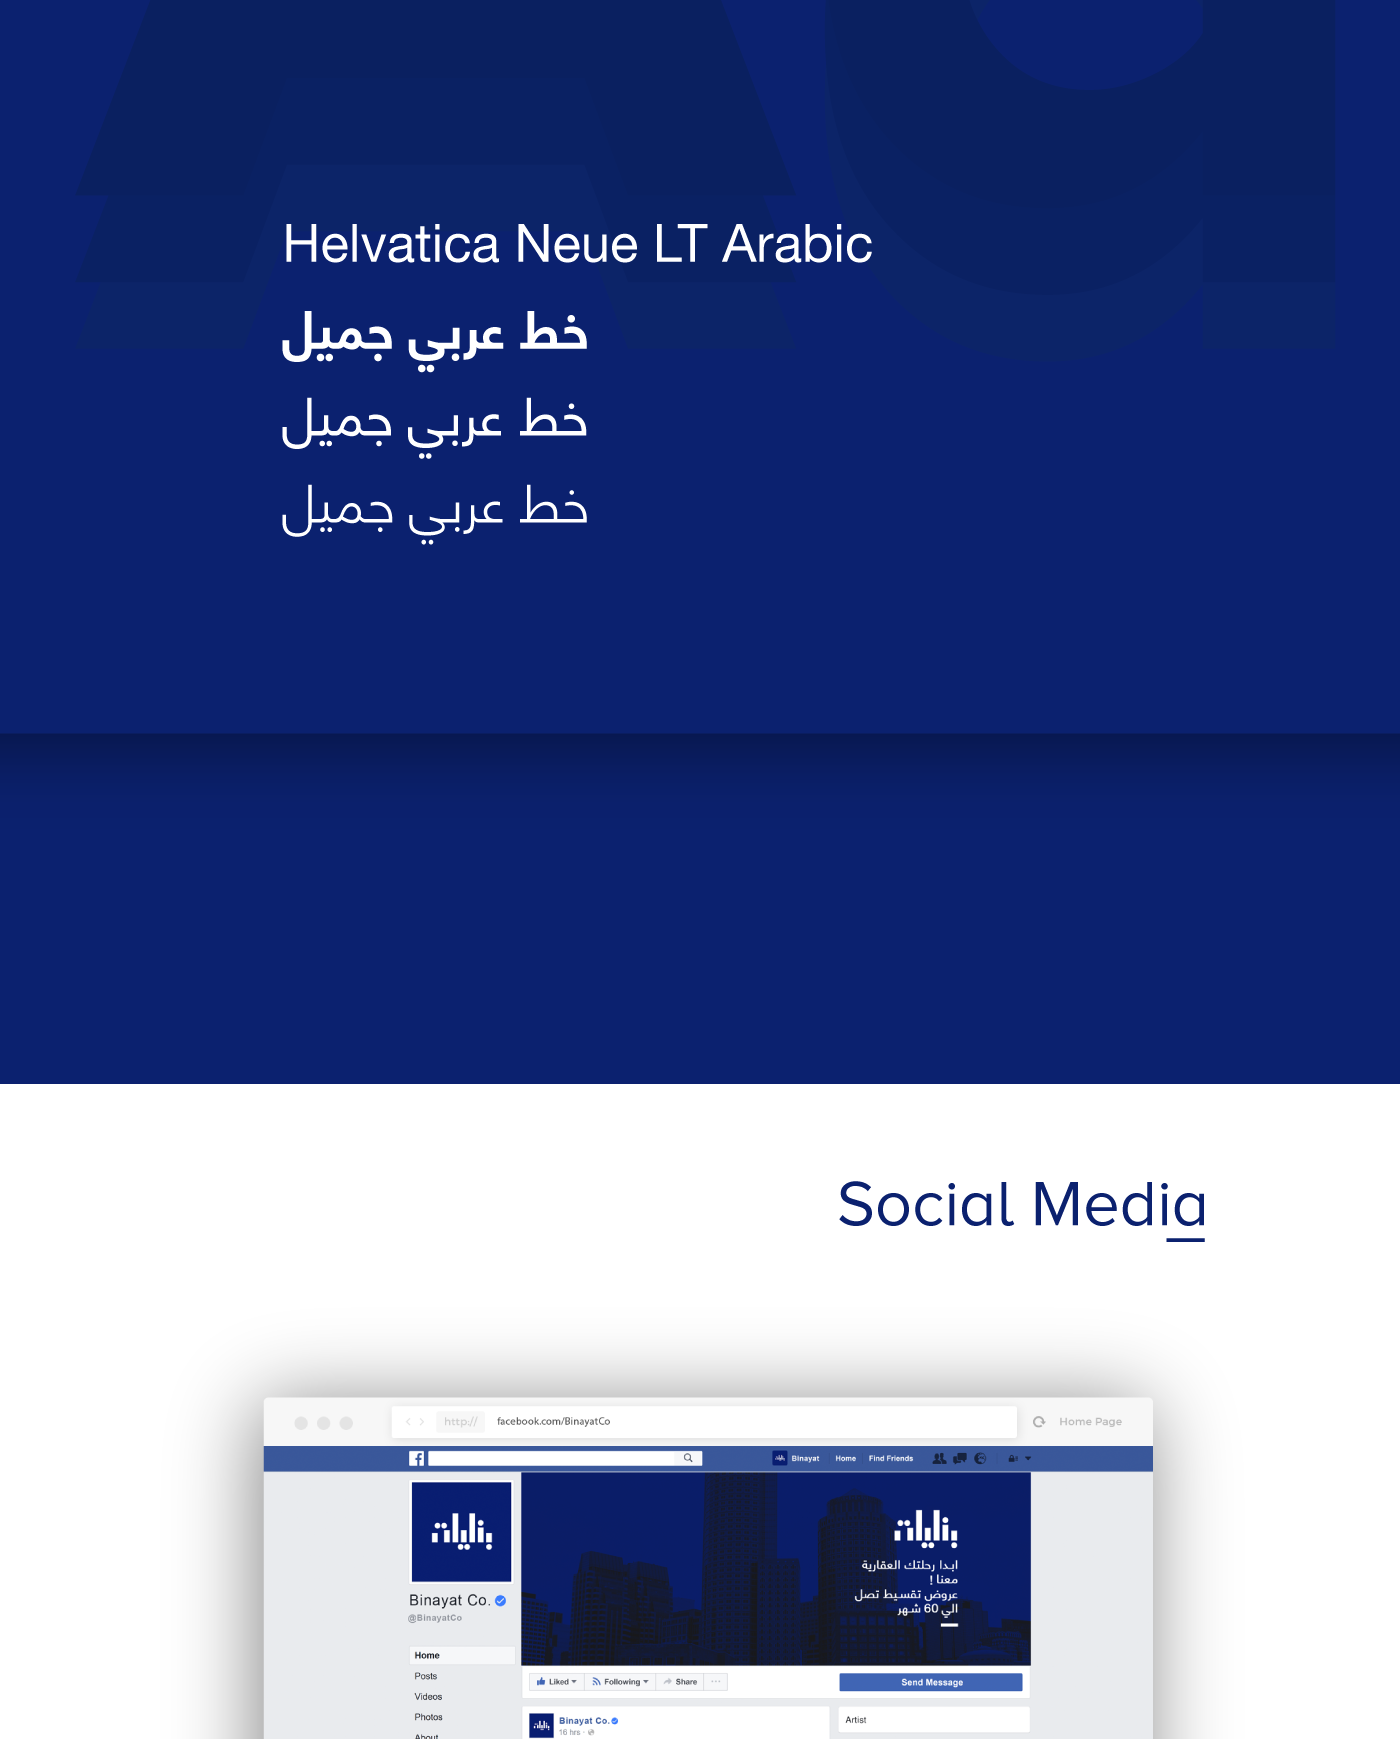 Helvatica Neue LT Arabic
خط عربي جميل
خط عربي جميل
خط عربي جميل
Social Media
http://
facebook.com/BinayatCo
Home Page
Binayat
Home
Find Friends
بنايات
بنايات
ابدا رحلتك العقارية
معنا !
عروض تقسيط تصل
الي 60 شهر
Binayat Co.
@BinayatCo
Home
Posts
Videos
Photos
About
Liked
Following
Share
Send Message
Binayat Co.
16 hrs
Artist